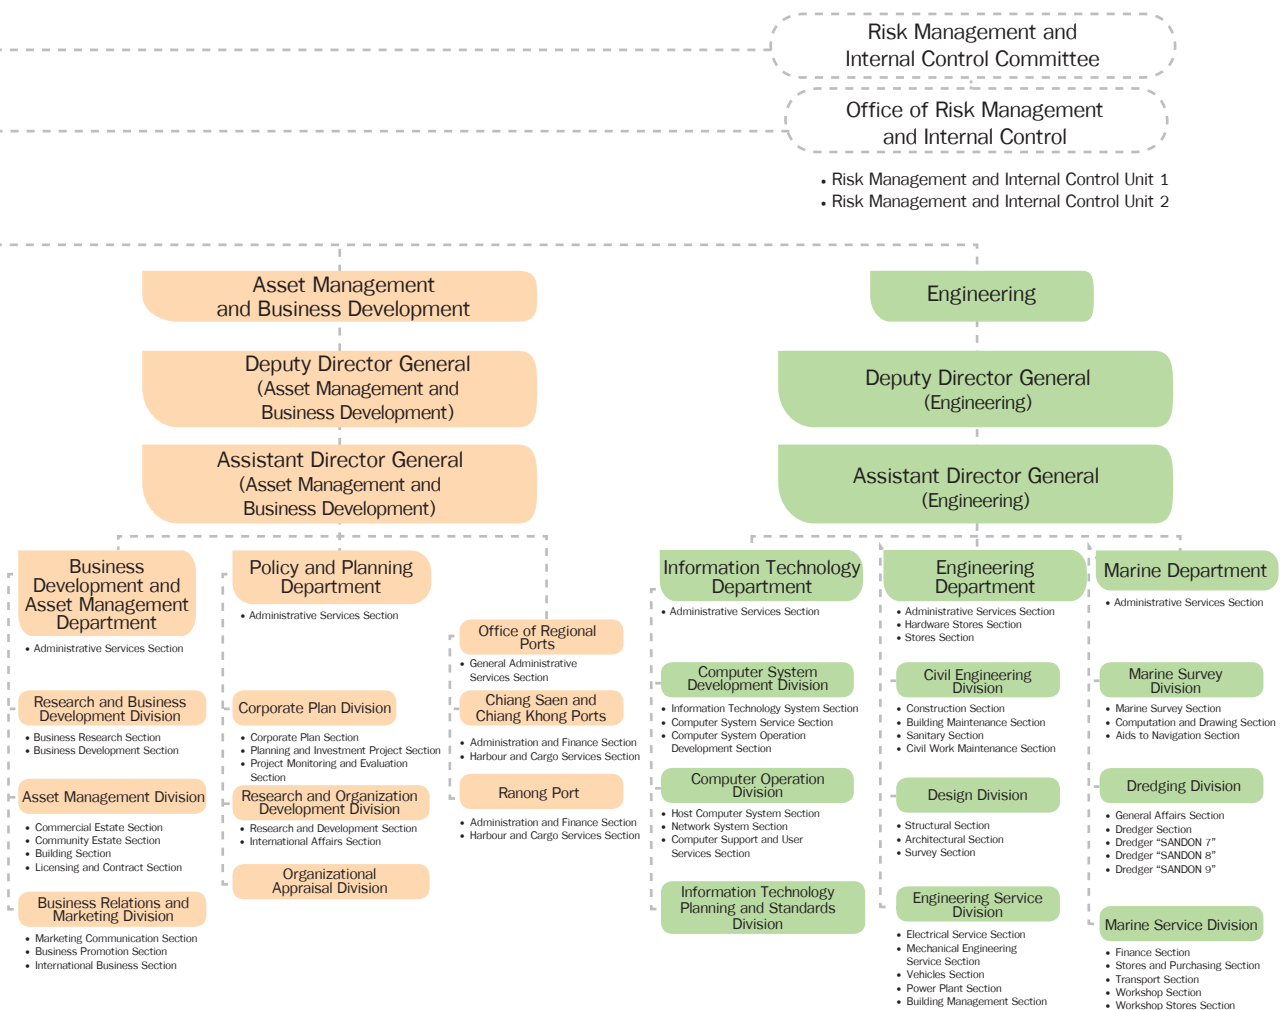 Risk Management and
Internal Control Committee
Office of Risk Management
and Internal Control
• Risk Management and Internal Control Unit 1
• Risk Management and Internal Control Unit 2
Asset Management
and Business Development
Deputy Director General
(Asset Management and
Business Development)
Assistant Director General
(Asset Management and
Business Development)
Business
Development and
Asset Management
Department
• Administrative Services Section
Research and Business
Development Division
• Business Research Section
• Business Development Section
Asset Management Division
• Commercial Estate Section
• Community Estate Section
• Building Section
• Licensing and Contract Section
Business Relations and
Marketing Division
• Marketing Communication Section
• Business Promotion Section
• International Business Section
Policy and Planning
Department
• Administrative Services Section
Corporate Plan Division
• Corporate Plan Section
• Planning and Investment Project Section
• Project Monitoring and Evaluation
Section
Research and Organization
Development Division
• Research and Development Section
• International Affairs Section
Organizational
Appraisal Division
Office of Regional
Ports
• General Administrative
Services Section
Chiang Saen and
Chiang Khong Ports
• Administration and Finance Section
• Harbour and Cargo Services Section
Ranong Port
• Administration and Finance Section
• Harbour and Cargo Services Section
Engineering
Deputy Director General
(Engineering)
Assistant Director General
(Engineering)
Information Technology
Department
• Administrative Services Section
Computer System
Development Division
• Information Technology System Section
• Computer System Service Section
• Computer System Operation
Development Section
Computer Operation
Division
• Host Computer System Section
• Network System Section
• Computer Support and User
Services Section
Information Technology
Planning and Standards
Division
Engineering
Department
• Administrative Services Section
• Hardware Stores Section
• Stores Section
Civil Engineering
Division
• Construction Section
• Building Maintenance Section
• Sanitary Section
• Civil Work Maintenance Section
Design Division
• Structural Section
• Architectural Section
• Survey Section
Engineering Service
Division
• Electrical Service Section
• Mechanical Engineering
Service Section
• Vehicles Section
• Power Plant Section
• Building Management Section
Marine Department
• Administrative Services Section
Marine Survey
Division
• Marine Survey Section
• Computation and Drawing Section
• Aids to Navigation Section
Dredging Division
• General Affairs Section
• Dredger Section
• Dredger “SANDON 7”
• Dredger “SANDON 8”
• Dredger “SANDON 9”
Marine Service Division
• Finance Section
• Stores and Purchasing Section
• Transport Section
• Workshop Section
• Workshop Stores Section